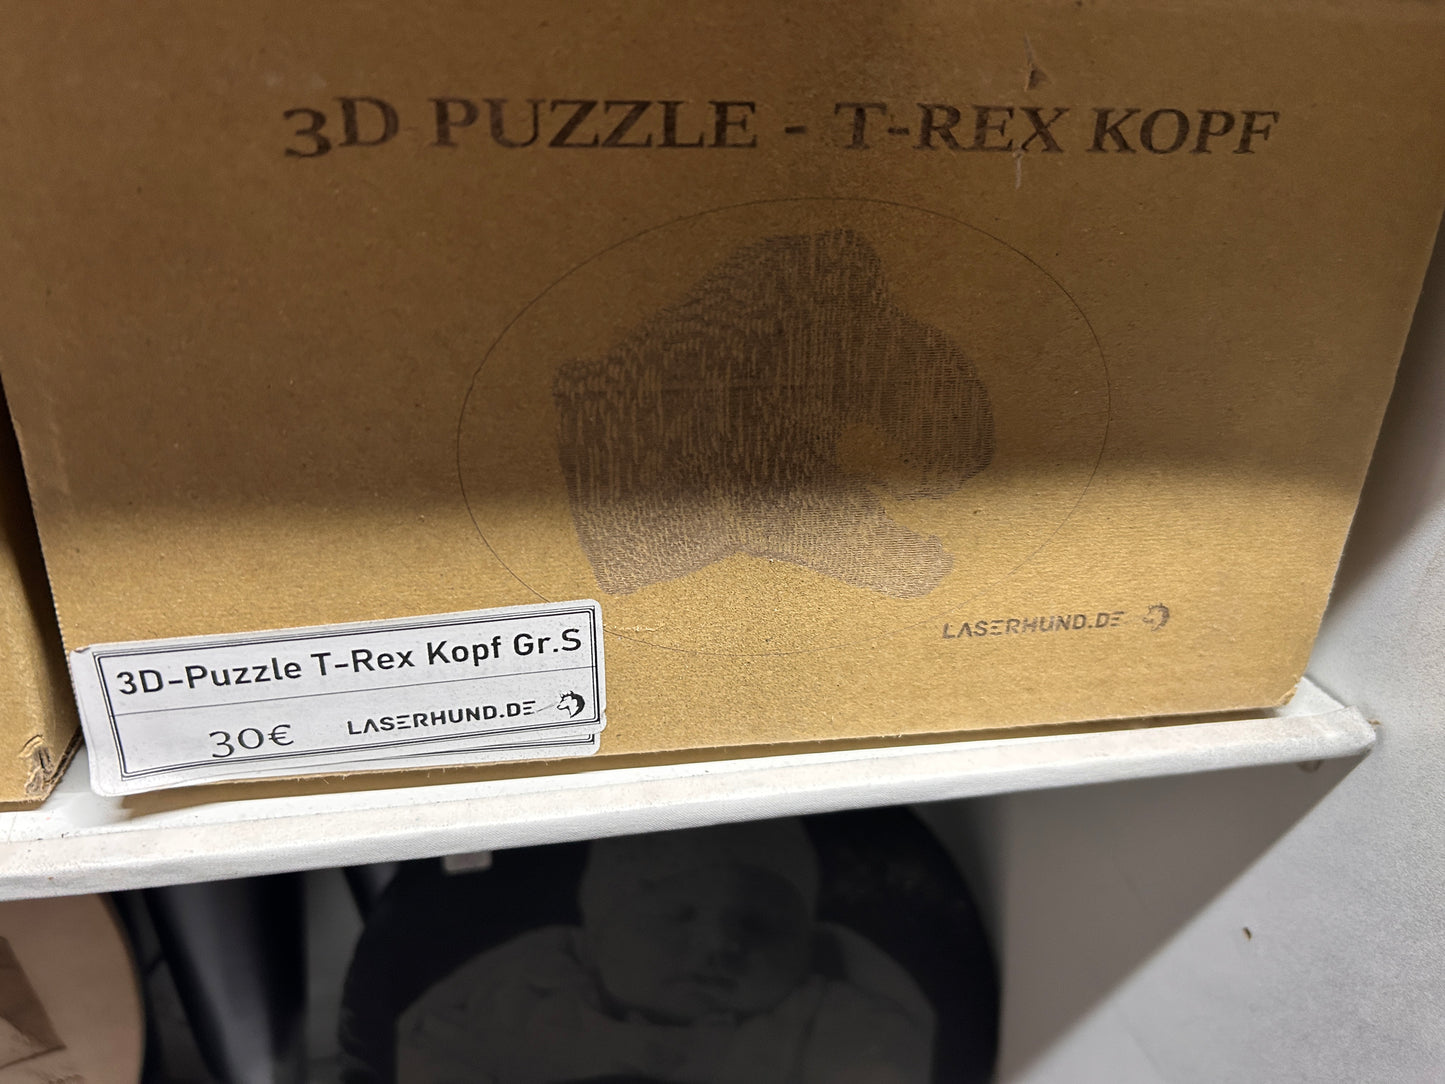 3D PUZZLE - T-REX KOPF
LASERHUND.DE
3D-Puzzle T-Rex Kopf Gr.S
30€ LASERHUND.DE